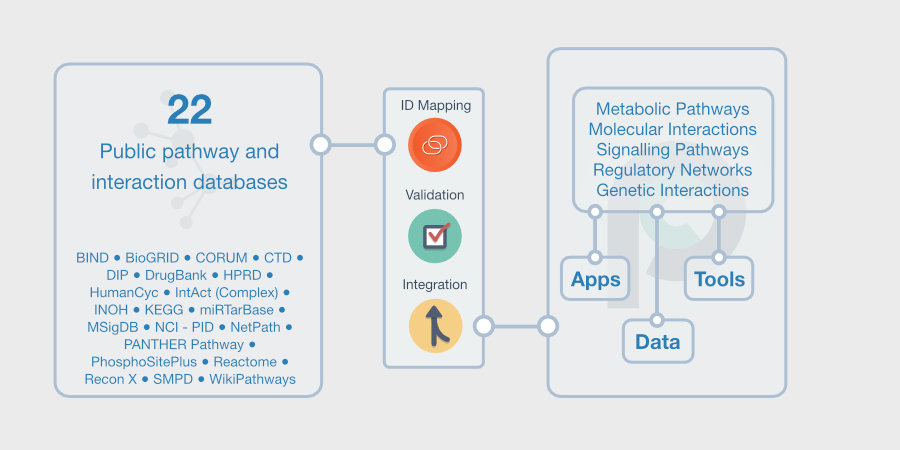 22
Public pathway and
interaction databases
BIND • BioGRID • CORUM • CTD •
DIP • DrugBank • HPRD •
HumanCyc • IntAct (Complex) •
INOH • KEGG • miRTarBase •
MSigDB • NCI - PID • NetPath •
PANTHER Pathway •
PhosphoSitePlus • Reactome •
Recon X • SMPD • WikiPathways
ID Mapping
Validation
Integration
Metabolic Pathways
Molecular Interactions
Signalling Pathways
Regulatory Networks
Genetic Interactions
Apps
Tools
Data